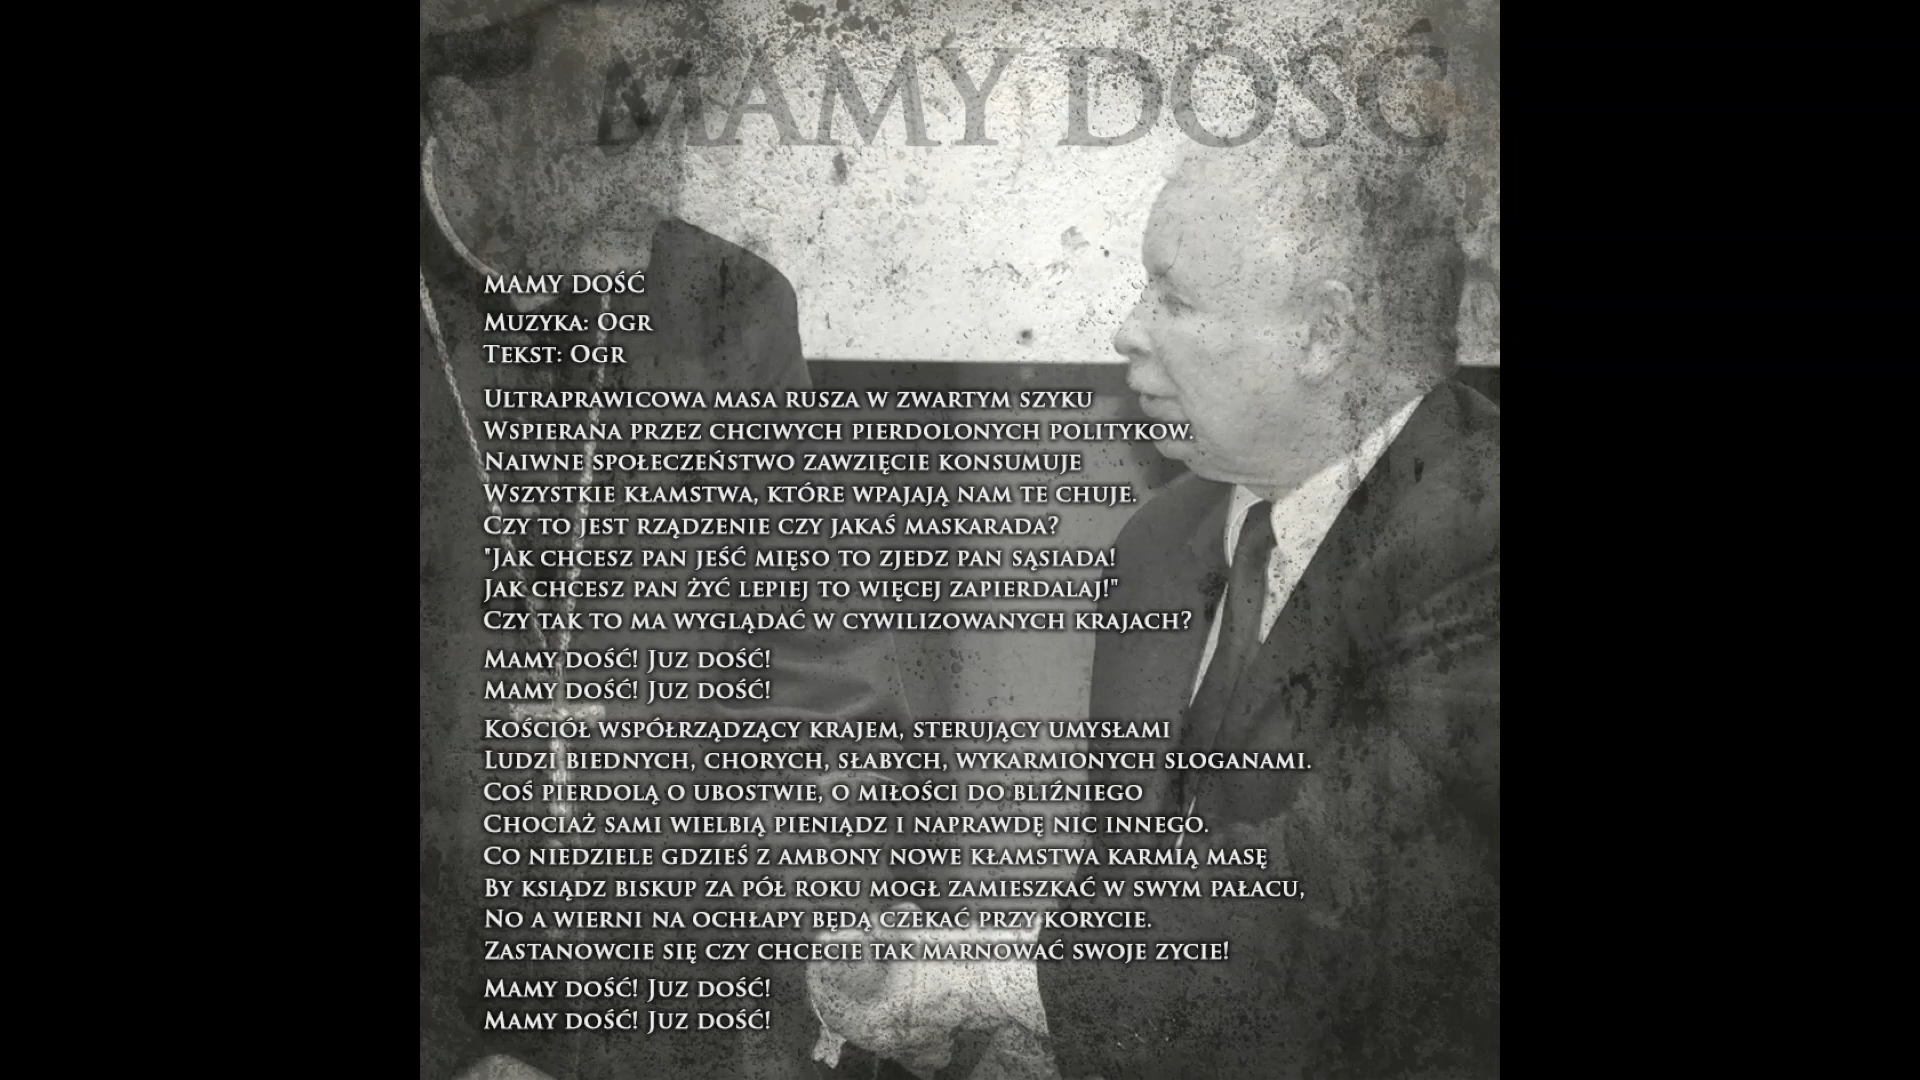 MAMY DOŚĆ
MAMY DOŚĆ
Muzyka: Ogr
Tekst: Ogr
Ultraprawicowa masa rusza w zwartym szyku
Wspierana przez chciwych pierdolonych politykow.
Naiwne społeczeństwo zawzięcie konsumuje
Wszystkie kłamstwa, które wpajają nam te chuje.
Czy to jest rządzenie czy jakaś maskarada?
"Jak chcesz pan jeść mięso to zjedz pan sąsiada!
Jak chcesz pan żyć lepiej to więcej zapierdalaj!"
Czy tak to ma wyglądać w cywilizowanych krajach?
Mamy dość! Juz dość!
Mamy dość! Juz dość!
Kościół współrządzący krajem, sterujący umysłami
Ludzi biednych, chorych, słabych, wykarmionych sloganami.
Coś pierdolą o ubostwie, o miłości do bliźniego
Chociaż sami wielbią pieniądz i naprawdę nic innego.
Co niedziele gdzieś z ambony nowe kłamstwa karmią masę
By ksiądz biskup za pół roku mogł zamieszkać w swym pałacu,
No a wierni na ochłapy będą czekać przy korycie.
Zastanowcie się czy chcecie tak marnować swoje zycie!
Mamy dość! Juz dość!
Mamy dość! Juz dość!